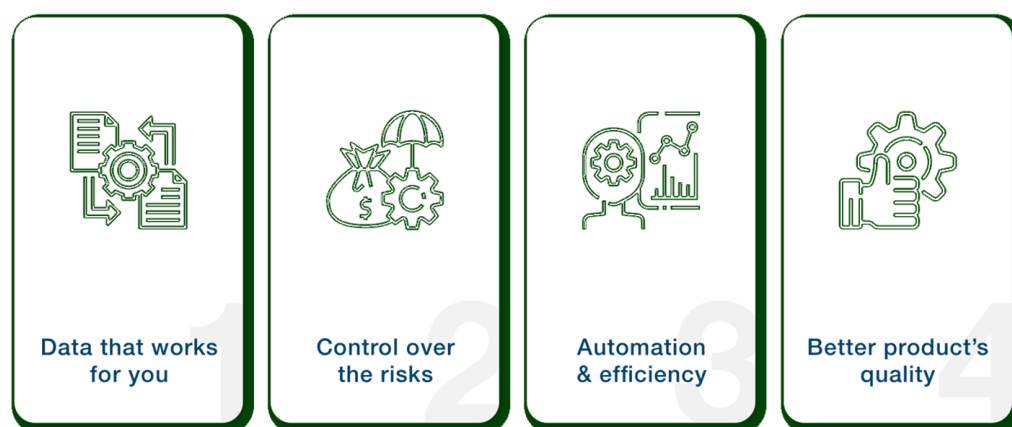 1
Data that works
for you
2
$
Control over
the risks
3
Automation
& efficiency
4
Better product's
quality